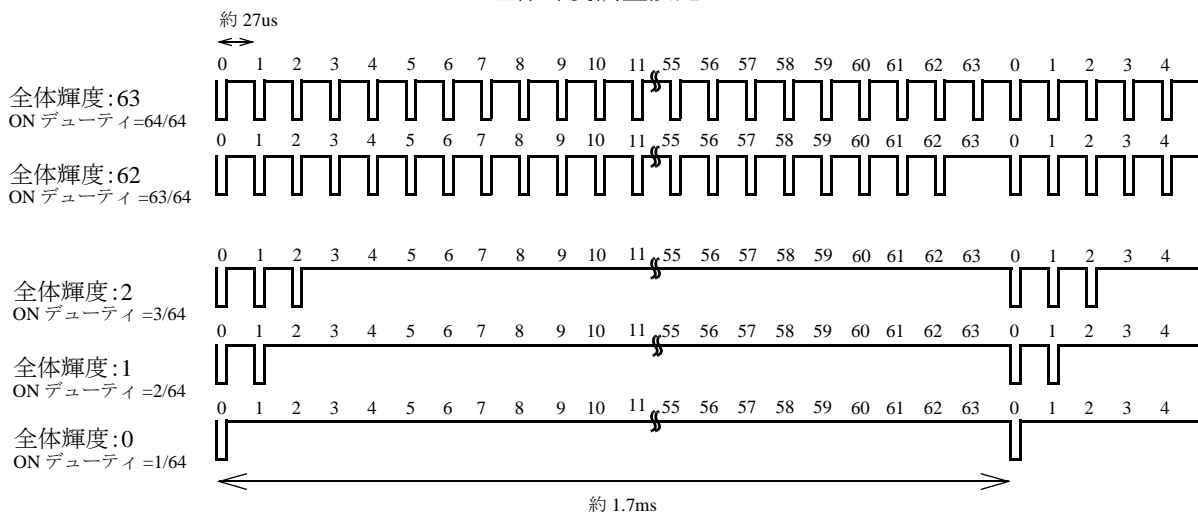 約 27us
0 1 2 3 4 5 6 7 8 9 10 11 55 56 57 58 59 60 61 62 63 0 1 2 3 4
全体輝度:63
ON デューティ=64/64
0 1 2 3 4 5 6 7 8 9 10 11 55 56 57 58 59 60 61 62 63 0 1 2 3 4
全体輝度:62
ON デューティ=63/64
0 1 2 3 4 5 6 7 8 9 10 11 55 56 57 58 59 60 61 62 63 0 1 2 3 4
全体輝度:2
ON デューティ=3/64
0 1 2 3 4 5 6 7 8 9 10 11 55 56 57 58 59 60 61 62 63 0 1 2 3 4
全体輝度:1
ON デューティ=2/64
0 1 2 3 4 5 6 7 8 9 10 11 55 56 57 58 59 60 61 62 63 0 1 2 3 4
全体輝度:0
ON デューティ=1/64
約 1.7ms